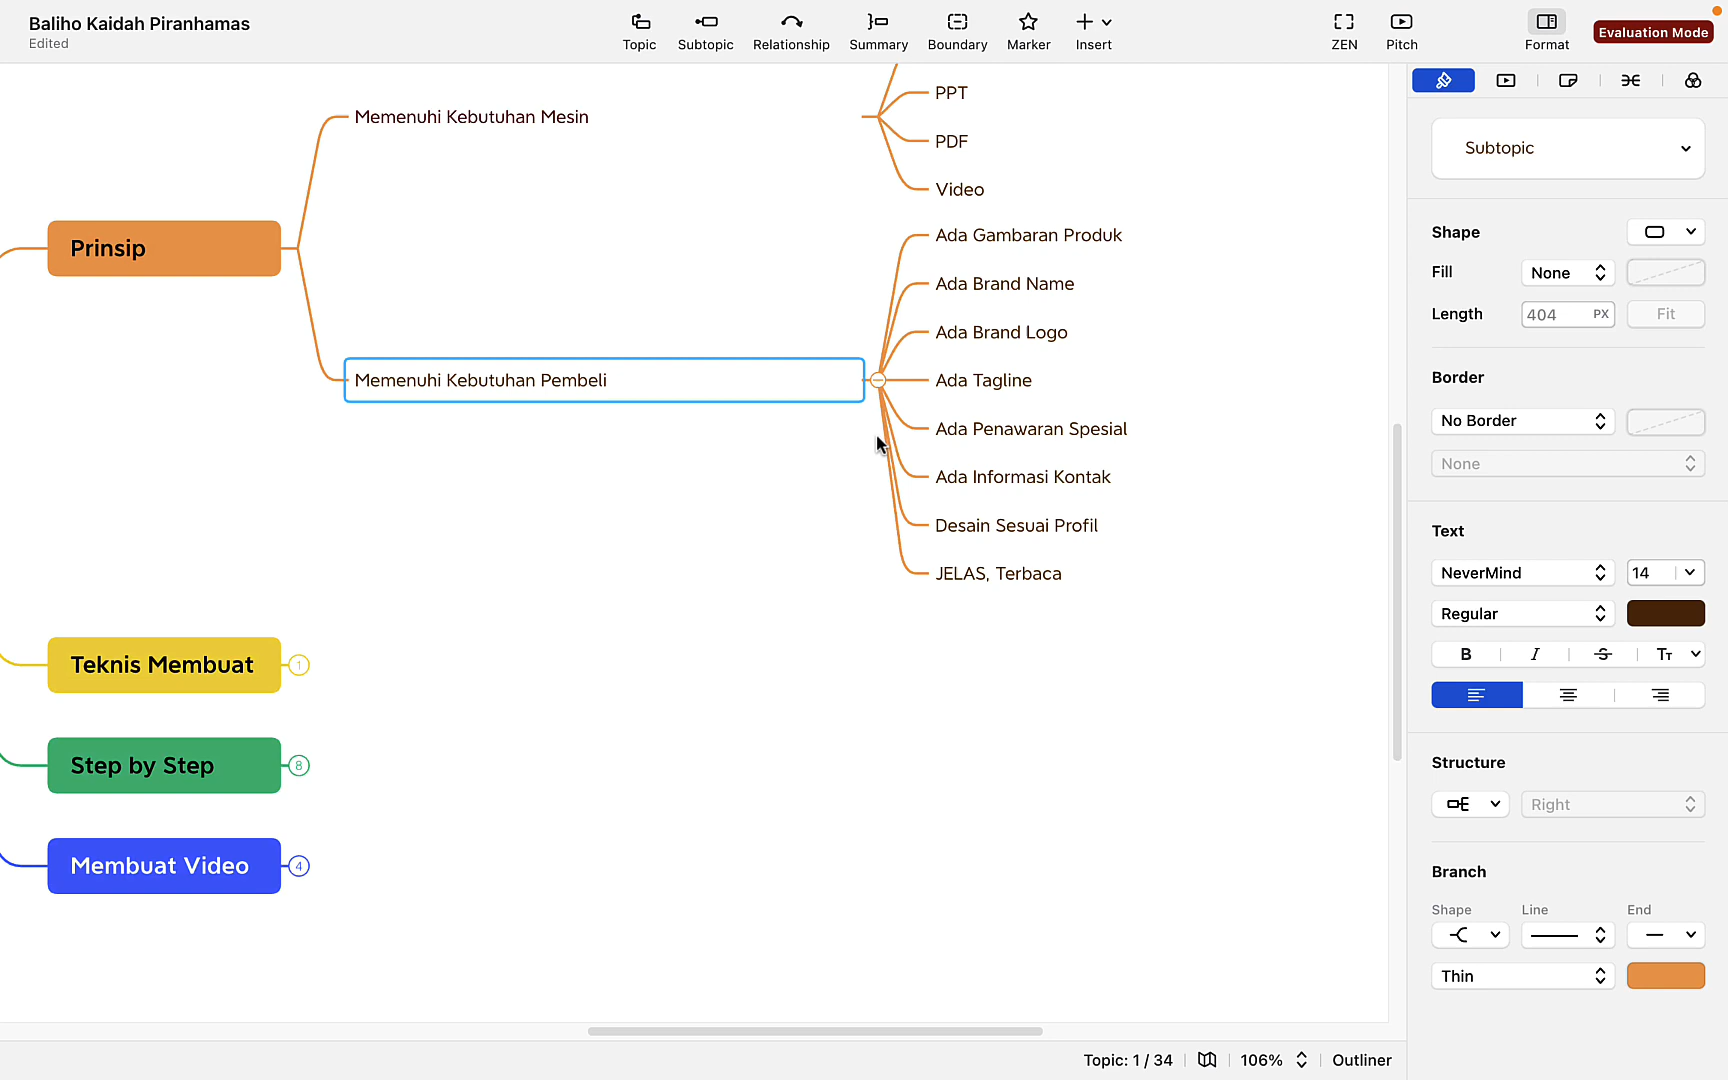 Baliho Kaidah Piranhamas
Edited
Topic
Subtopic
Relationship
Summary
Boundary
Marker
Insert
ZEN
Pitch
Format
Evaluation Mode
PPT
Memenuhi Kebutuhan Mesin
PDF
Video
Prinsip
Ada Gambaran Produk
Ada Brand Name
Ada Brand Logo
Memenuhi Kebutuhan Pembeli
Ada Tagline
Ada Penawaran Spesial
Ada Informasi Kontak
Desain Sesuai Profil
JELAS, Terbaca
Teknis Membuat
1
Step by Step
8
Membuat Video
4
Subtopic
Shape
Fill
None
Length
404 PX
Fit
Border
No Border
None
Text
NeverMind
14
Regular
B
I
S
TT
Structure
Right
Branch
Shape
Line
End
Thin
Topic: 1 / 34
106%
Outliner